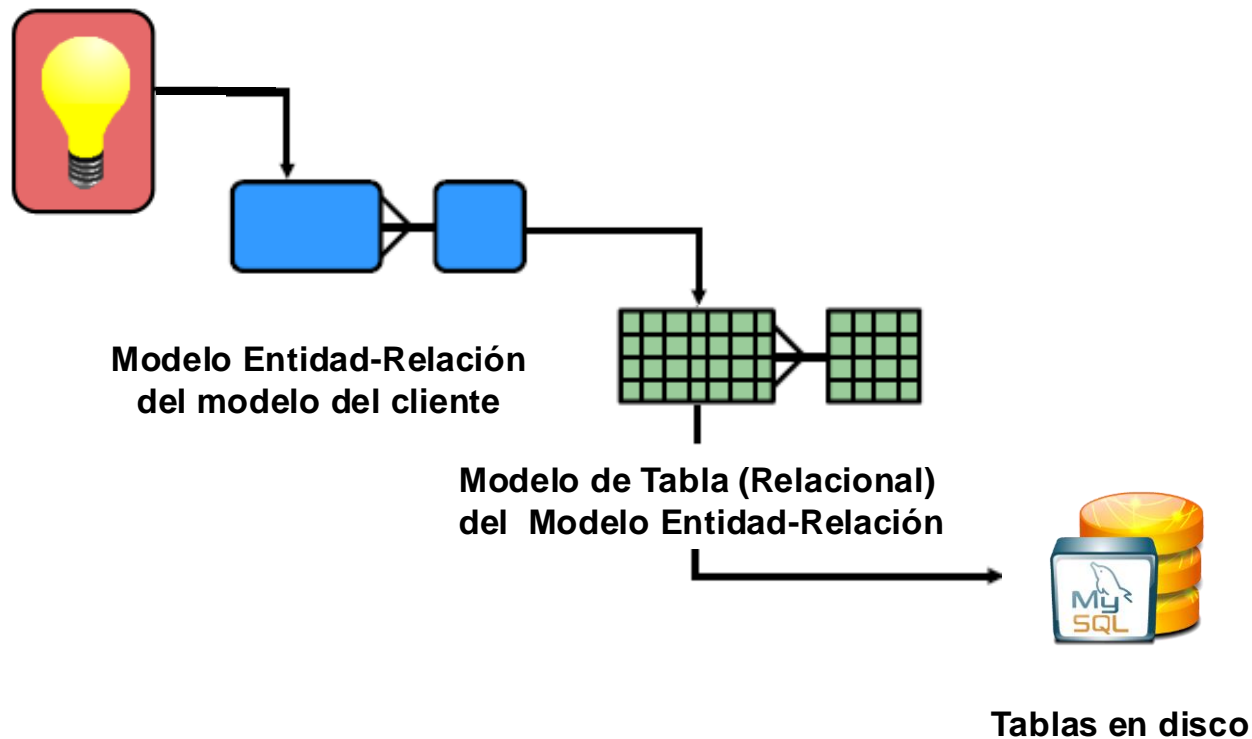 Modelo Entidad-Relación
del modelo del cliente
Modelo de Tabla (Relacional)
del Modelo Entidad-Relación
My
SQL
Tablas en disco